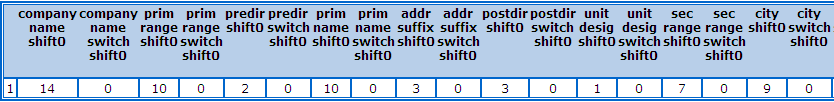 company name shift0 | company name switch shift0 | prim range shift0 | prim range switch shift0 | predir shift0 | predir switch shift0 | prim name shift0 | prim name switch shift0 | addr suffix shift0 | addr suffix switch shift0 | postdir shift0 | postdir switch shift0 | unit desig shift0 | unit desig switch shift0 | sec range shift0 | sec range switch shift0 | city shift0 | city switch shift0
1 | 14 | 0 | 10 | 0 | 2 | 0 | 10 | 0 | 3 | 0 | 3 | 0 | 1 | 0 | 7 | 0 | 9 | 0